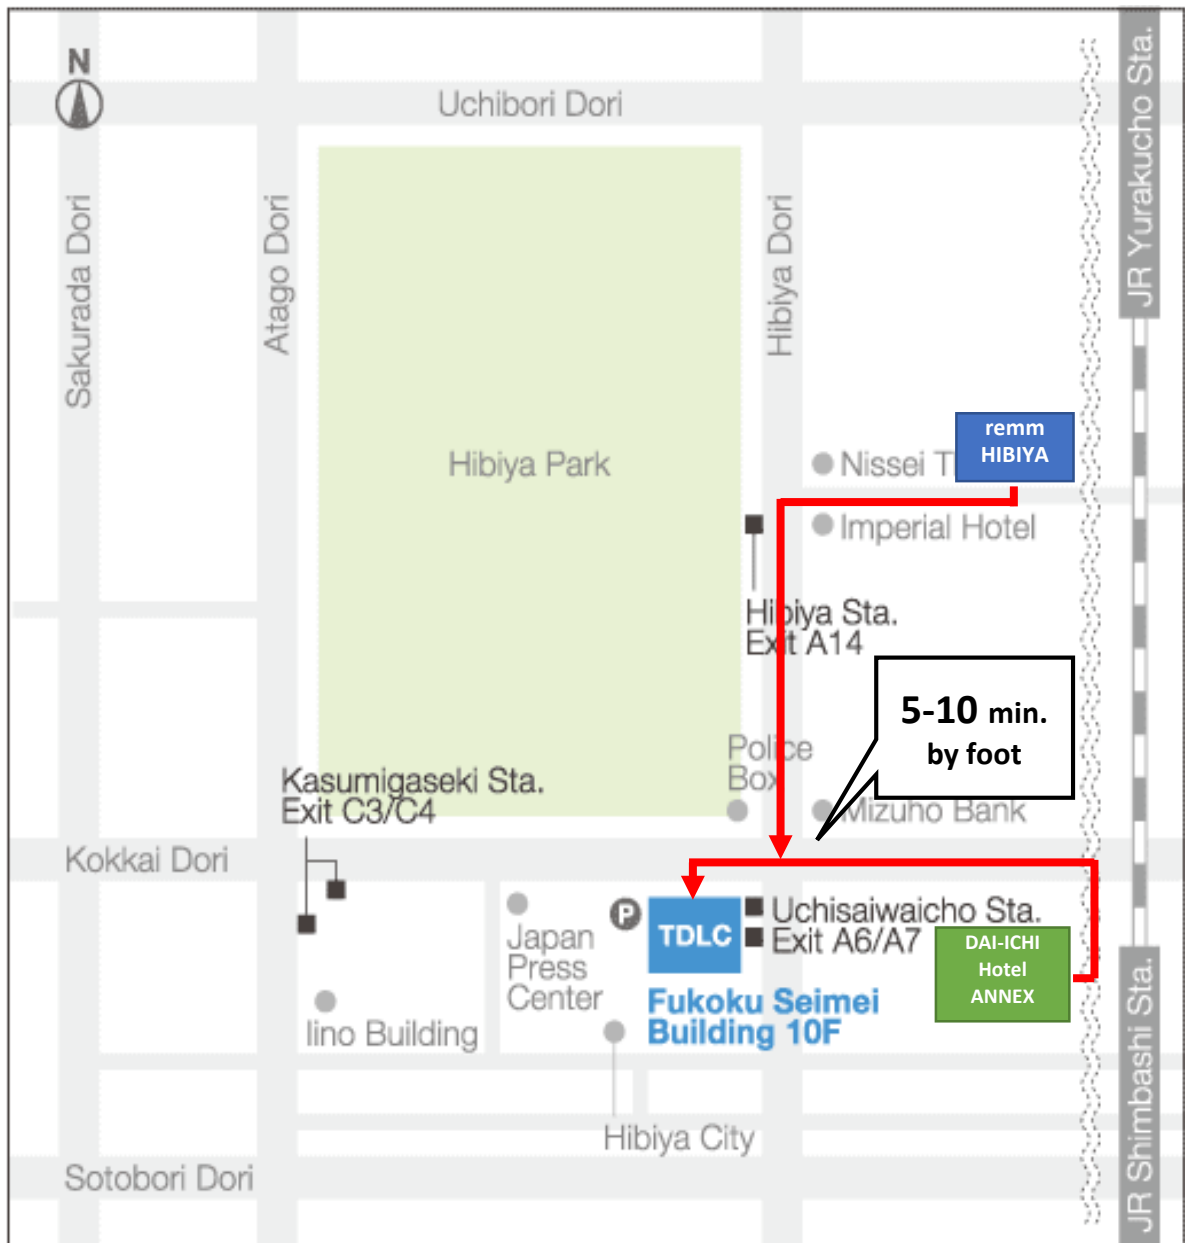 N
Uchibori Dori
Sakurada Dori
Atago Dori
Hibiya Dori
JR Yurakucho Sta.
remm
HIBIYA
Hibiya Park
Nissei T
Imperial Hotel
Hibiya Sta.
Exit A14
5-10 min.
by foot
Police
Box
Mizuho Bank
Kasumigaseki Sta.
Exit C3/C4
Kokkai Dori
P
TDLC
Uchisaiwaicho Sta.
Exit A6/A7
Japan
Press
Center
DAI-ICHI
Hotel
ANNEX
Fukoku Seimei
Building 10F
Iino Building
JR Shimbashi Sta.
Hibiya City
Sotobori Dori